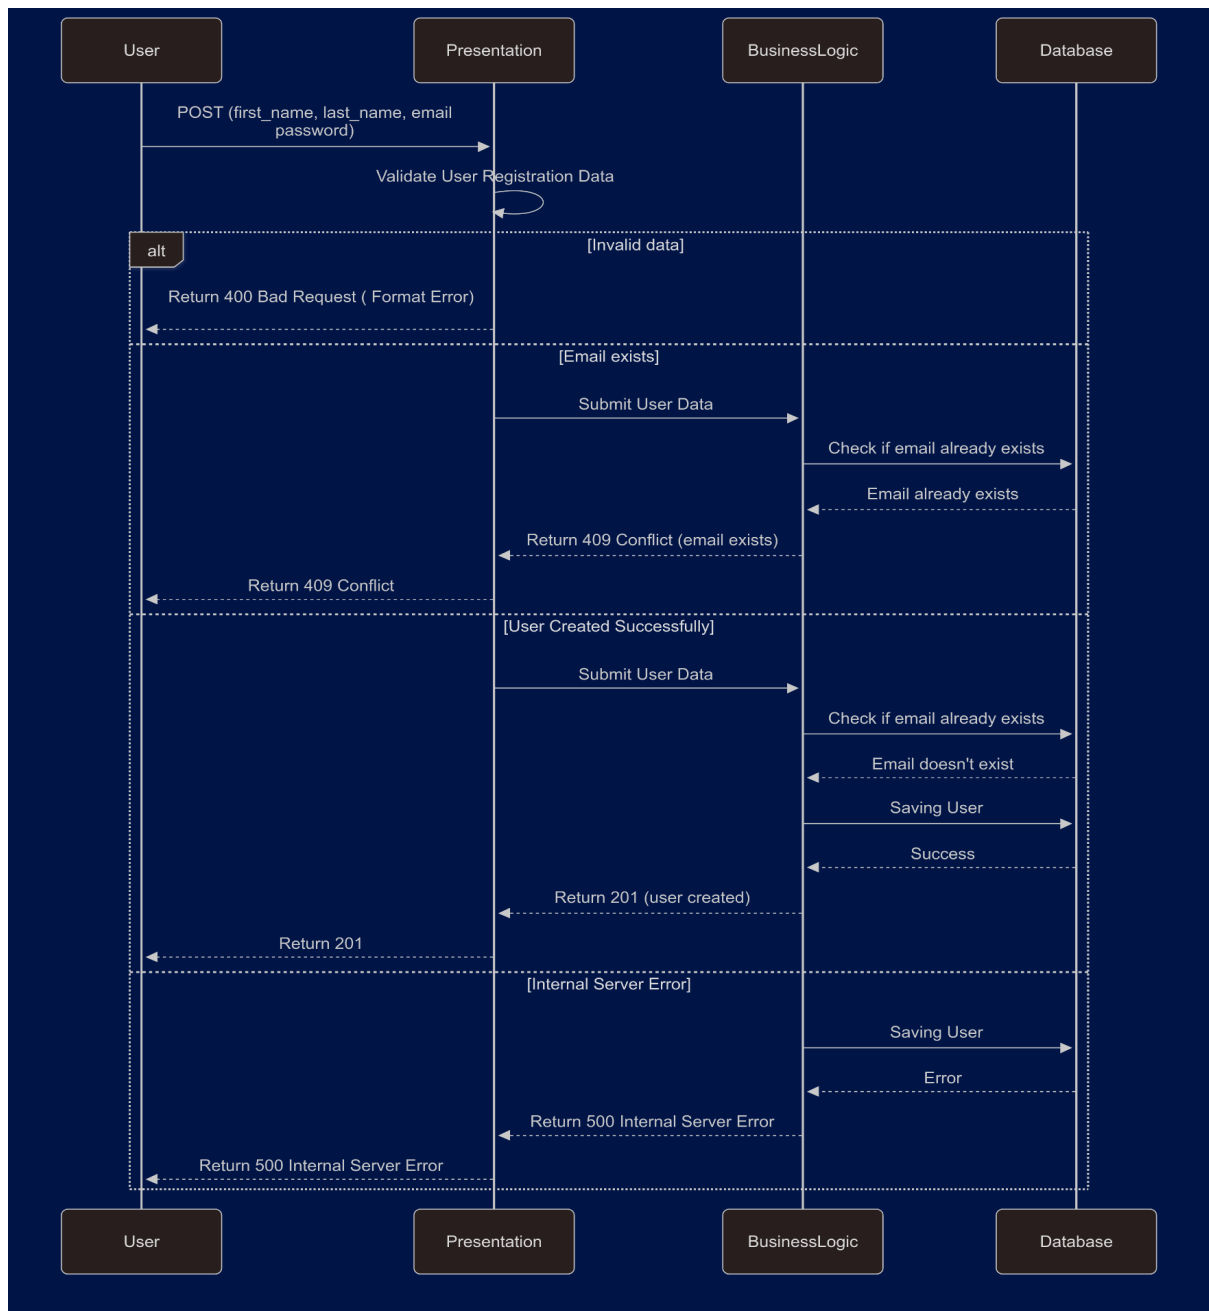 User
Presentation
BusinessLogic
Database
POST (first_name, last_name, email
password)
Validate User Registration Data
alt
[Invalid data]
Return 400 Bad Request ( Format Error)
[Email exists]
Submit User Data
Check if email already exists
Email already exists
Return 409 Conflict (email exists)
Return 409 Conflict
[User Created Successfully]
Submit User Data
Check if email already exists
Email doesn't exist
Saving User
Success
Return 201 (user created)
Return 201
[Internal Server Error]
Saving User
Error
Return 500 Internal Server Error
Return 500 Internal Server Error
User
Presentation
BusinessLogic
Database